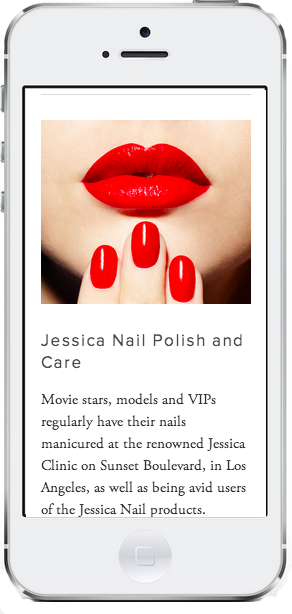 Jessica Nail Polish and
Care
Movie stars, models and VIPs
regularly have their nails
manicured at the renowned Jessica
Clinic on Sunset Boulevard, in Los
Angeles, as well as being avid users
of the Jessica Nail products.